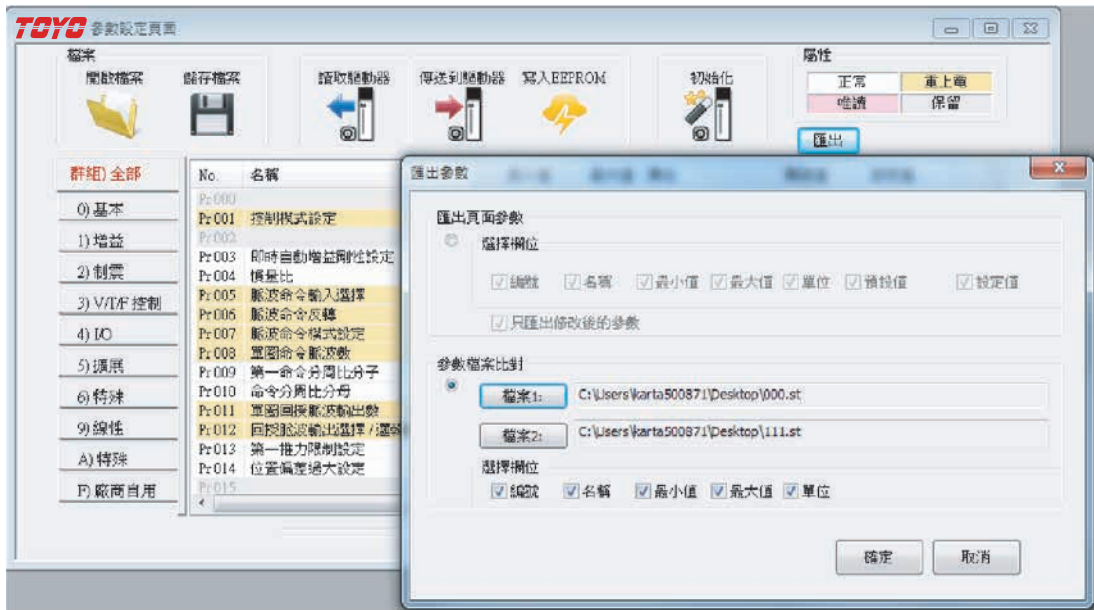 TOYO 參數設定頁面
檔案
開啟檔案 儲存檔案 讀取驅動器 傳送到驅動器 寫入EEPROM 初始化
屬性
正常 重上電
唯讀 保留
匯出
群組) 全部
0) 基本
1) 增益
2) 制震
3) V/T/F 控制
4) I/O
5) 擴展
6) 特殊
9) 線性
A) 特殊
F) 廠商自用
No. 名稱
Pr 000
Pr 001 控制模式設定
Pr 002
Pr 003 即時自動增益剛性設定
Pr 004 慣量比
Pr 005 脈波命令輸入選擇
Pr 006 脈波命令反轉
Pr 007 脈波命令模式設定
Pr 008 單圈命令脈波數
Pr 009 第一命令分周比分子
Pr 010 命令分周比分母
Pr 011 單圈回授脈波輸出數
Pr 012 回授脈波輸出選擇 /邏輯
Pr 013 第一推力限制設定
Pr 014 位置偏差過大設定
Pr 015
匯出參數
匯出頁面參數
選擇欄位
編號 名稱 最小值 最大值 單位 預設值 設定值
只匯出修改後的參數
參數檔案比對
檔案1: C:\Users\karta500871\Desktop\000.st
檔案2: C:\Users\karta500871\Desktop\111.st
選擇欄位
編號 名稱 最小值 最大值 單位
確定 取消